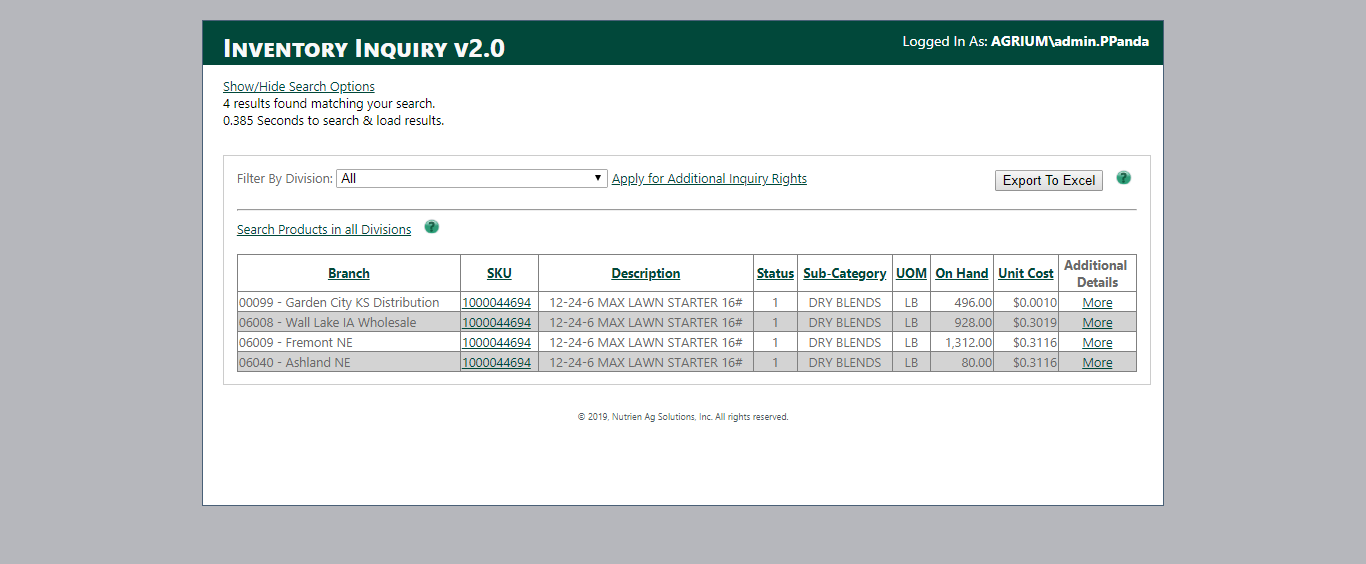 INVENTORY INQUIRY V2.0
Logged In As: AGRIUM\admin.PPanda
Show/Hide Search Options
4 results found matching your search.
0.385 Seconds to search & load results.
Filter By Division: All Apply for Additional Inquiry Rights Export To Excel ?
Search Products in all Divisions ?
Branch SKU Description Status Sub-Category UOM On Hand Unit Cost Additional Details
00099 - Garden City KS Distribution 1000044694 12-24-6 MAX LAWN STARTER 16# 1 DRY BLENDS LB 496.00 $0.0010 More
06008 - Wall Lake IA Wholesale 1000044694 12-24-6 MAX LAWN STARTER 16# 1 DRY BLENDS LB 928.00 $0.3019 More
06009 - Fremont NE 1000044694 12-24-6 MAX LAWN STARTER 16# 1 DRY BLENDS LB 1,312.00 $0.3116 More
06040 - Ashland NE 1000044694 12-24-6 MAX LAWN STARTER 16# 1 DRY BLENDS LB 80.00 $0.3116 More
© 2019, Nutrien Ag Solutions, Inc. All rights reserved.